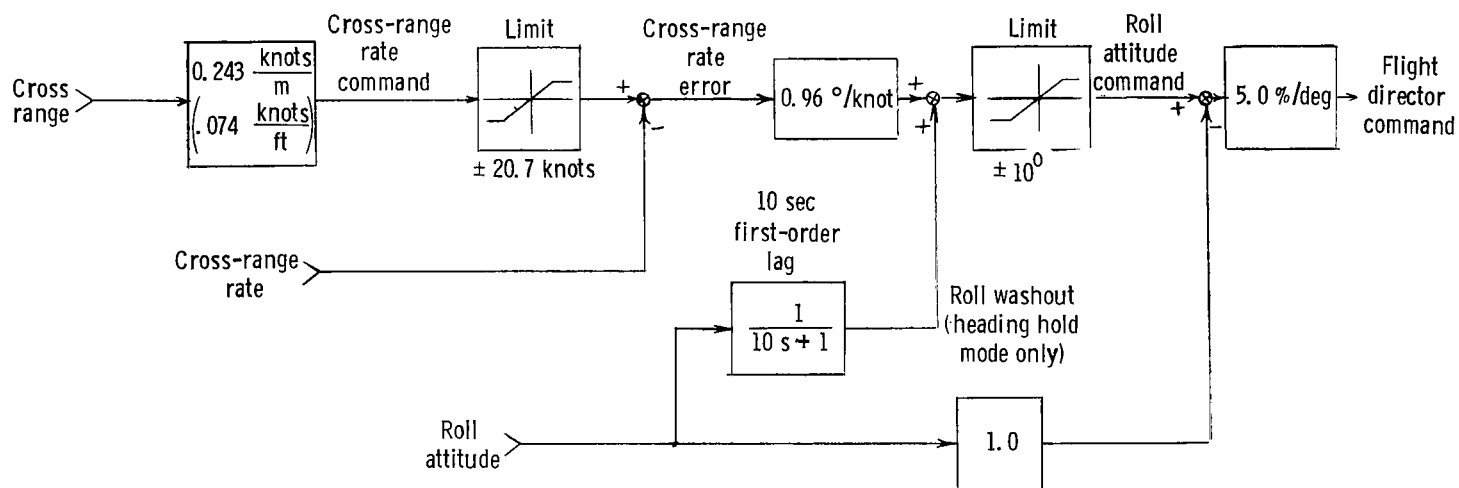 Cross
range
0.243 knots
m
(.074 knots
ft)
Cross-range
rate
command
Limit
± 20.7 knots
+
−
Cross-range
rate
error
0.96 °/knot
+
+
Limit
± 10⁰
Roll
attitude
command
+
−
5.0 %/deg
Flight
director
command
Cross-range
rate
10 sec
first-order
lag
1
10 s + 1
Roll washout
(heading hold
mode only)
Roll
attitude
1.0